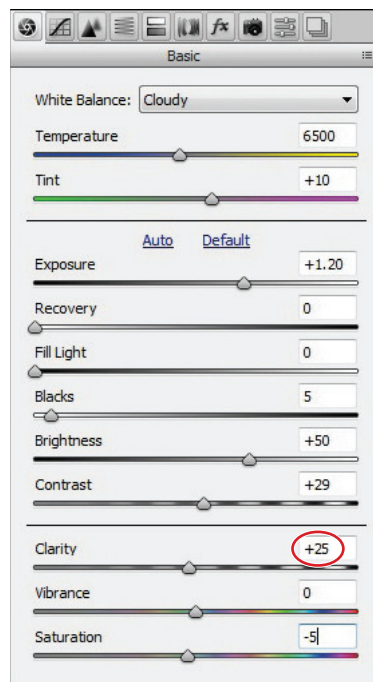 fx
Basic
White Balance: Cloudy
Temperature 6500
Tint +10
Auto Default
Exposure +1.20
Recovery 0
Fill Light 0
Blacks 5
Brightness +50
Contrast +29
Clarity +25
Vibrance 0
Saturation -5